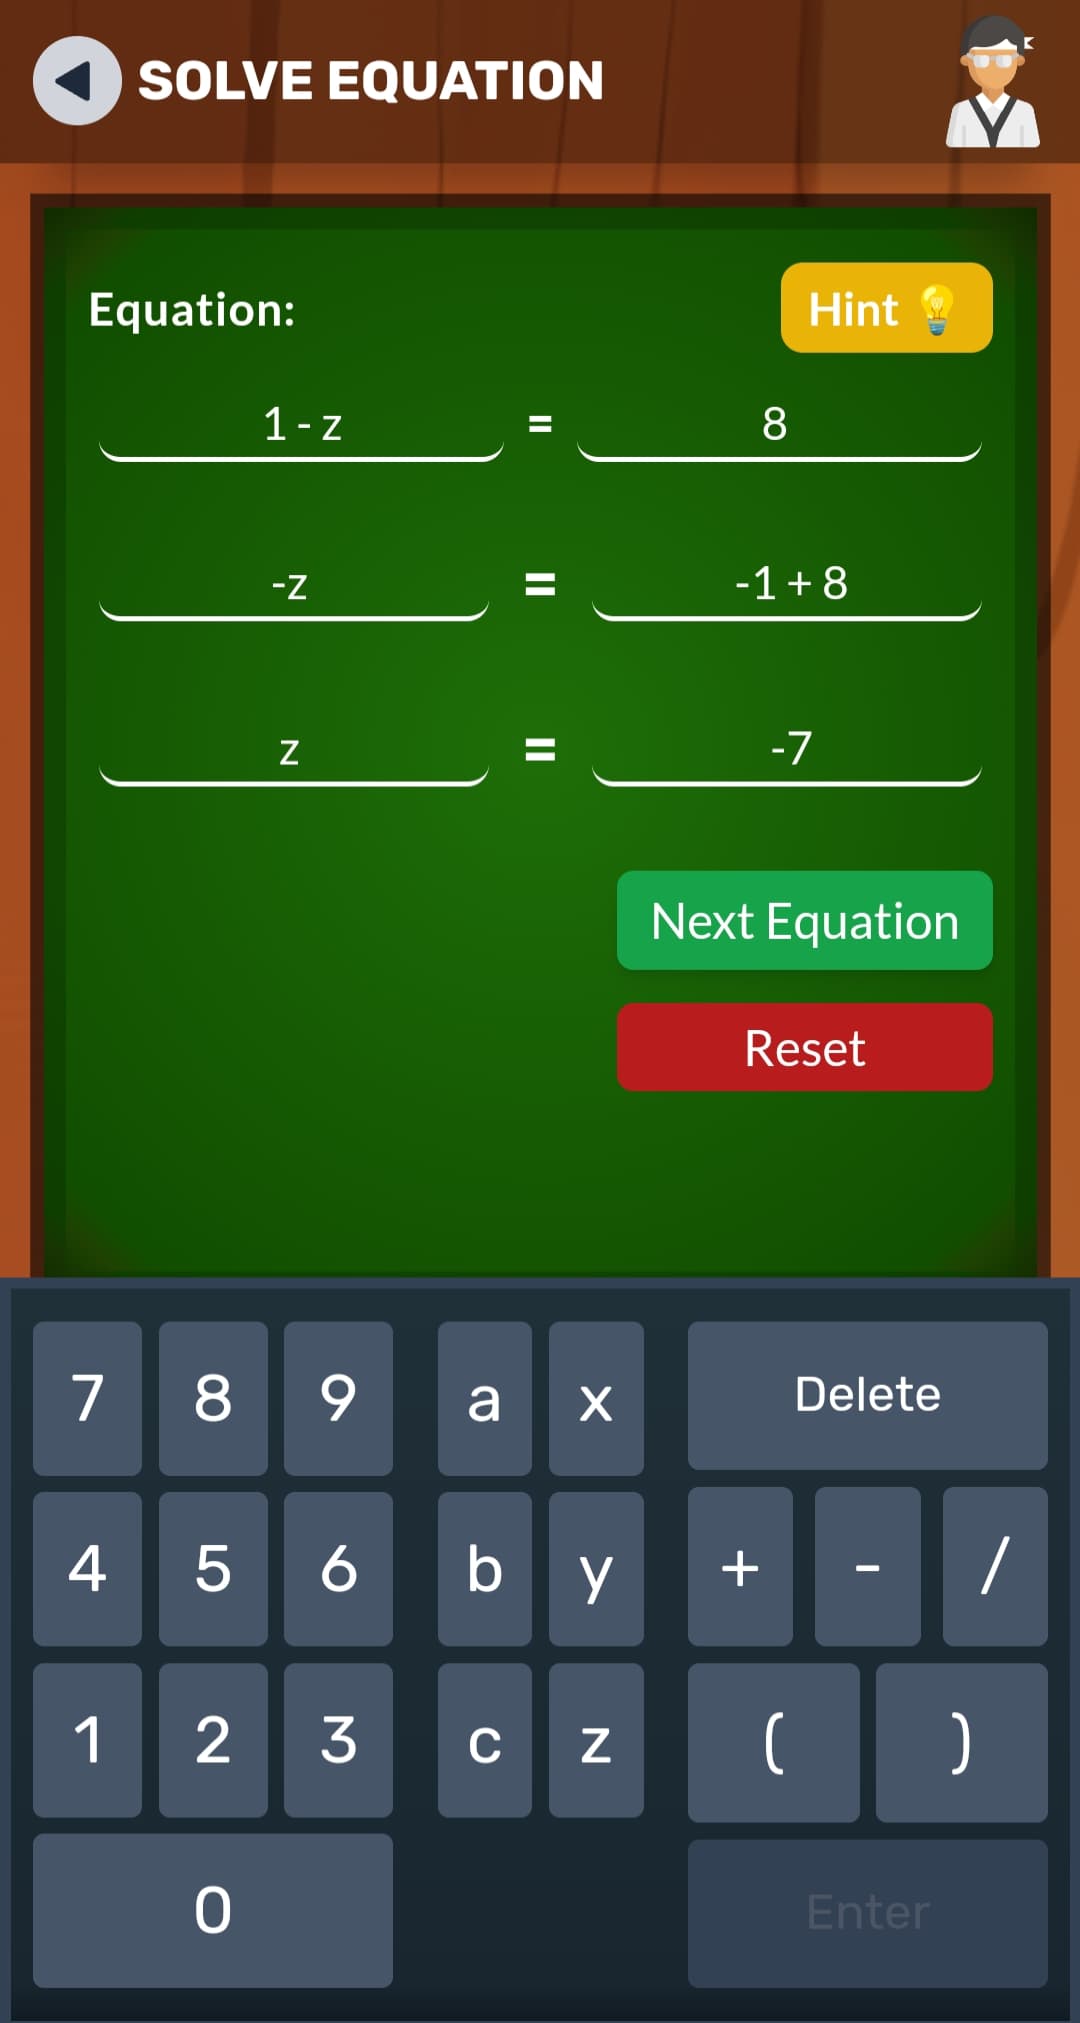 SOLVE EQUATION
Equation:
Hint
1 - z = 8
-z = -1 + 8
z = -7
Next Equation
Reset
7 8 9 a x Delete
4 5 6 b y + - /
1 2 3 c z ( )
0 Enter